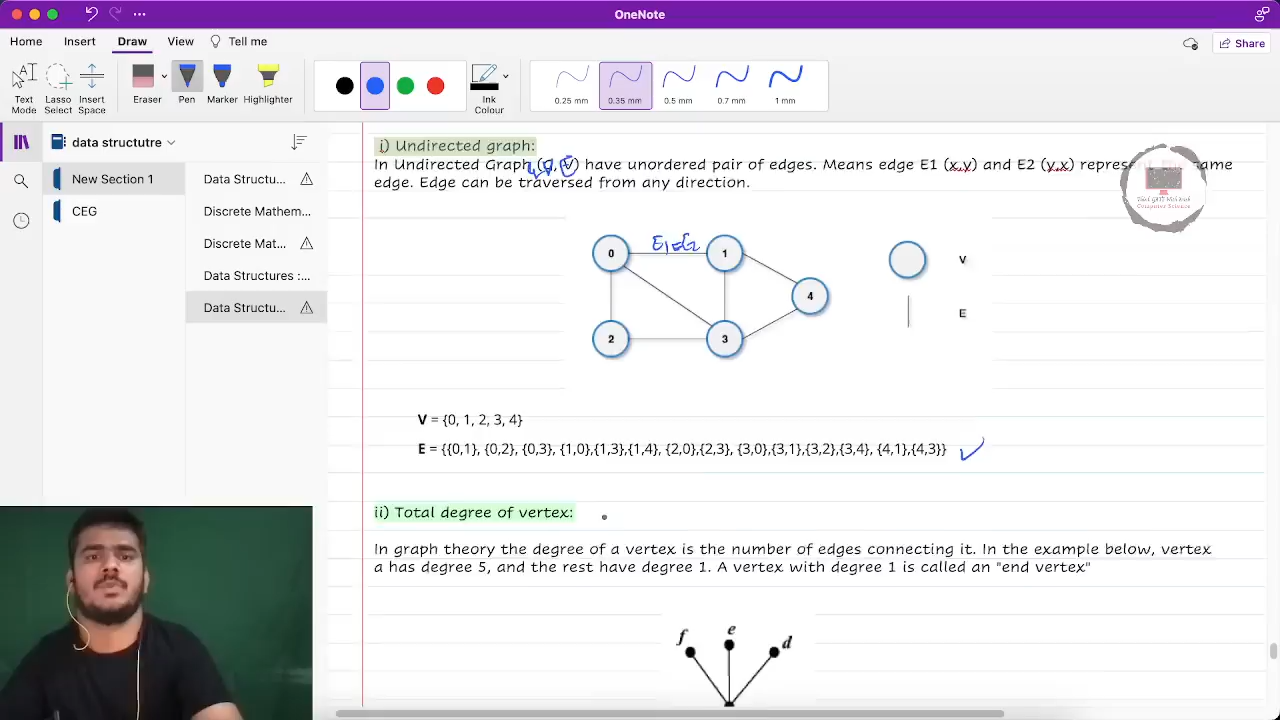 OneNote
Home Insert Draw View Tell me
Share
Text Mode
Lasso Select
Insert Space
Eraser
Pen
Marker
Highlighter
Ink Colour
0.25 mm
0.35 mm
0.5 mm
0.7 mm
1 mm
data structutre
New Section 1
CEG
Data Structu...
Discrete Mathem...
Discrete Mat...
Data Structures :...
Data Structu...
i) Undirected graph:
In Undirected Graph (V,E) have unordered pair of edges. Means edge E1 (x,y) and E2 (y,x) represent same
edge. Edge can be traversed from any direction.
0
E1
1
4
2
3
V
E
V = {0, 1, 2, 3, 4}
E = {{0,1}, {0,2}, {0,3}, {1,0},{1,3},{1,4}, {2,0},{2,3}, {3,0},{3,1},{3,2},{3,4}, {4,1},{4,3}}
ii) Total degree of vertex:
In graph theory the degree of a vertex is the number of edges connecting it. In the example below, vertex
a has degree 5, and the rest have degree 1. A vertex with degree 1 is called an "end vertex"
f
e
d
Computer Science